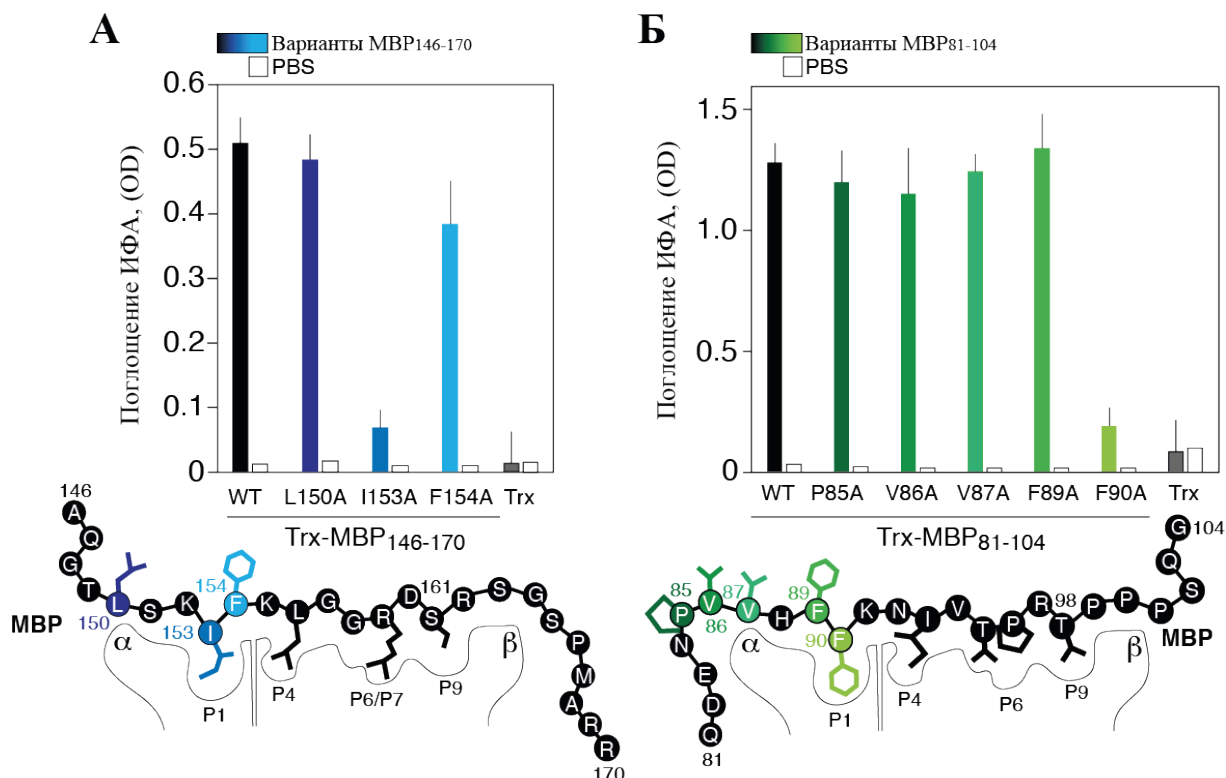 А
Варианты MBP146-170
PBS
Поглощение ИФА, (OD)
0.6
0.5
0.4
0.3
0.2
0.1
0
WT L150A I153A F154A Trx
Trx-MBP146-170
146
A
Q
G
T L S K I F K L G G R D S R S G S P M A R R
150
153
154
161
170
MBP
α
β
P1
P4
P6/P7
P9
Б
Варианты MBP81-104
PBS
Поглощение ИФА, (OD)
1.5
1.0
0.5
0
WT P85A V86A V87A F89A F90A Trx
Trx-MBP81-104
G 104
Q
S
85
87
89
98
P V V H F F K N I V T P R T P P P
86
90
MBP
N
E
D
Q
81
α
β
P1
P4
P6
P9